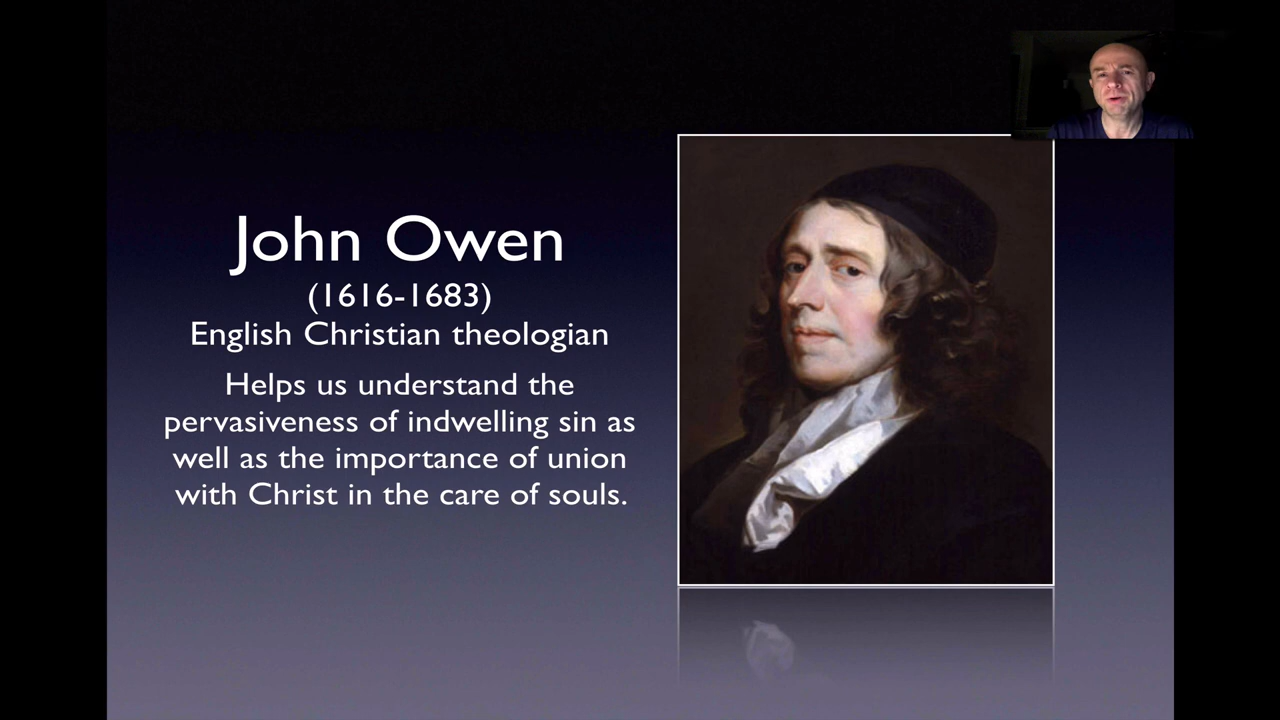 John Owen
(1616-1683)
English Christian theologian
Helps us understand the
pervasiveness of indwelling sin as
well as the importance of union
with Christ in the care of souls.